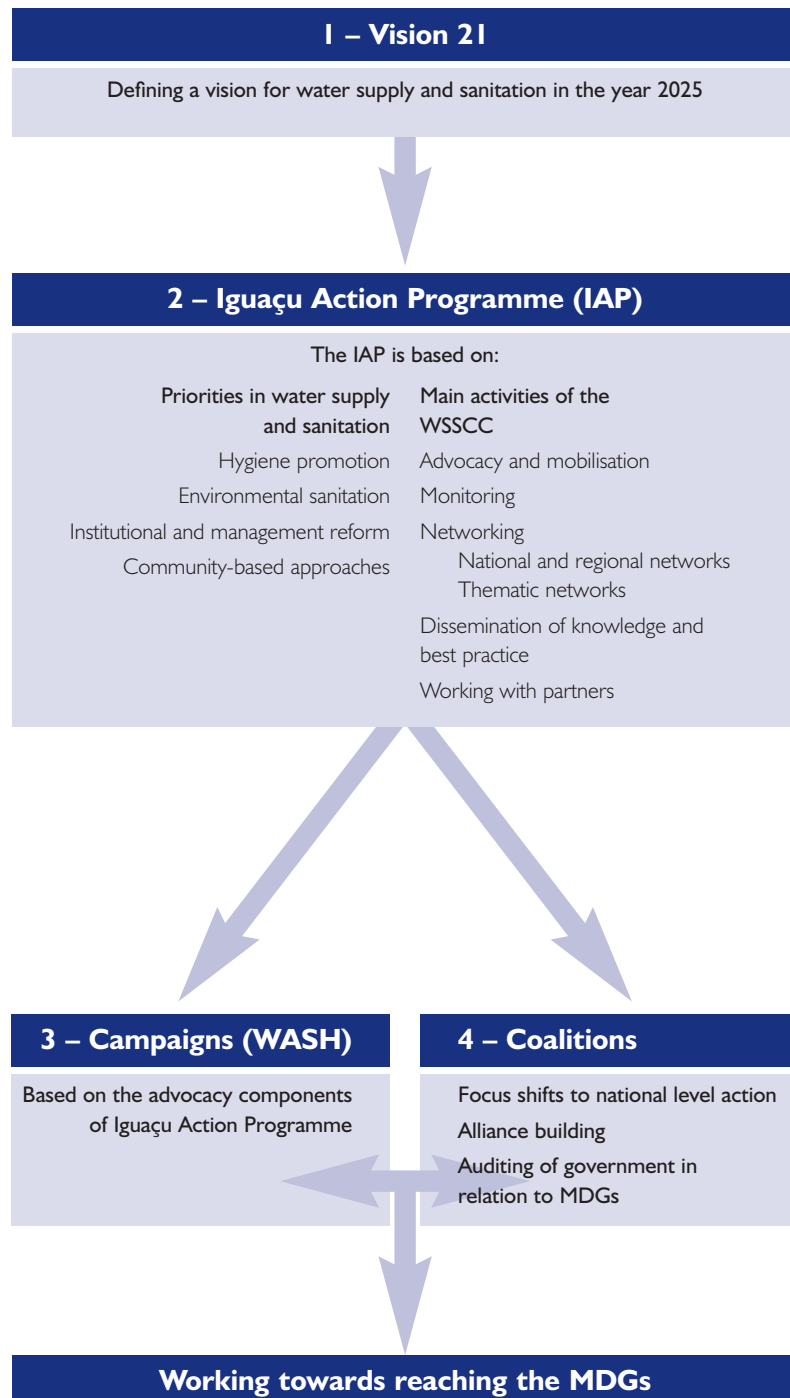 1 – Vision 21
Defining a vision for water supply and sanitation in the year 2025
2 – Iguaçu Action Programme (IAP)
The IAP is based on:
Priorities in water supply
and sanitation
Hygiene promotion
Environmental sanitation
Institutional and management reform
Community-based approaches
Main activities of the
WSSCC
Advocacy and mobilisation
Monitoring
Networking
National and regional networks
Thematic networks
Dissemination of knowledge and
best practice
Working with partners
3 – Campaigns (WASH)
Based on the advocacy components
of Iguaçu Action Programme
4 – Coalitions
Focus shifts to national level action
Alliance building
Auditing of government in
relation to MDGs
Working towards reaching the MDGs